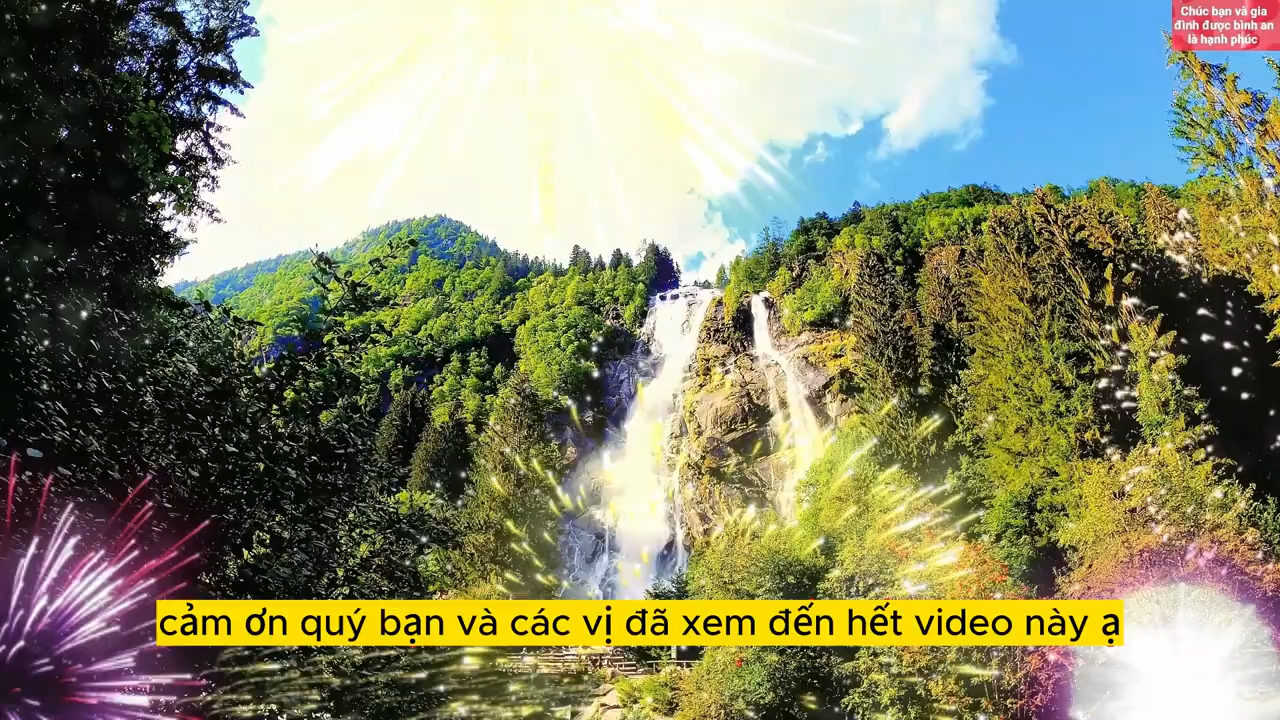 Chúc bạn và gia
đình được bình an
là hạnh phúc
cảm ơn quý bạn và các vị đã xem đến hết video này ạ